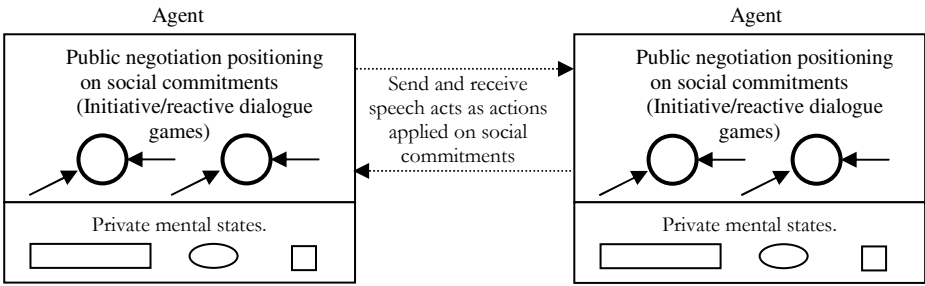 Agent
Public negotiation positioning
on social commitments
(Initiative/reactive dialogue
games)
Private mental states.
Send and receive
speech acts as actions
applied on social
commitments
Agent
Public negotiation positioning
on social commitments
(Initiative/reactive dialogue
games)
Private mental states.